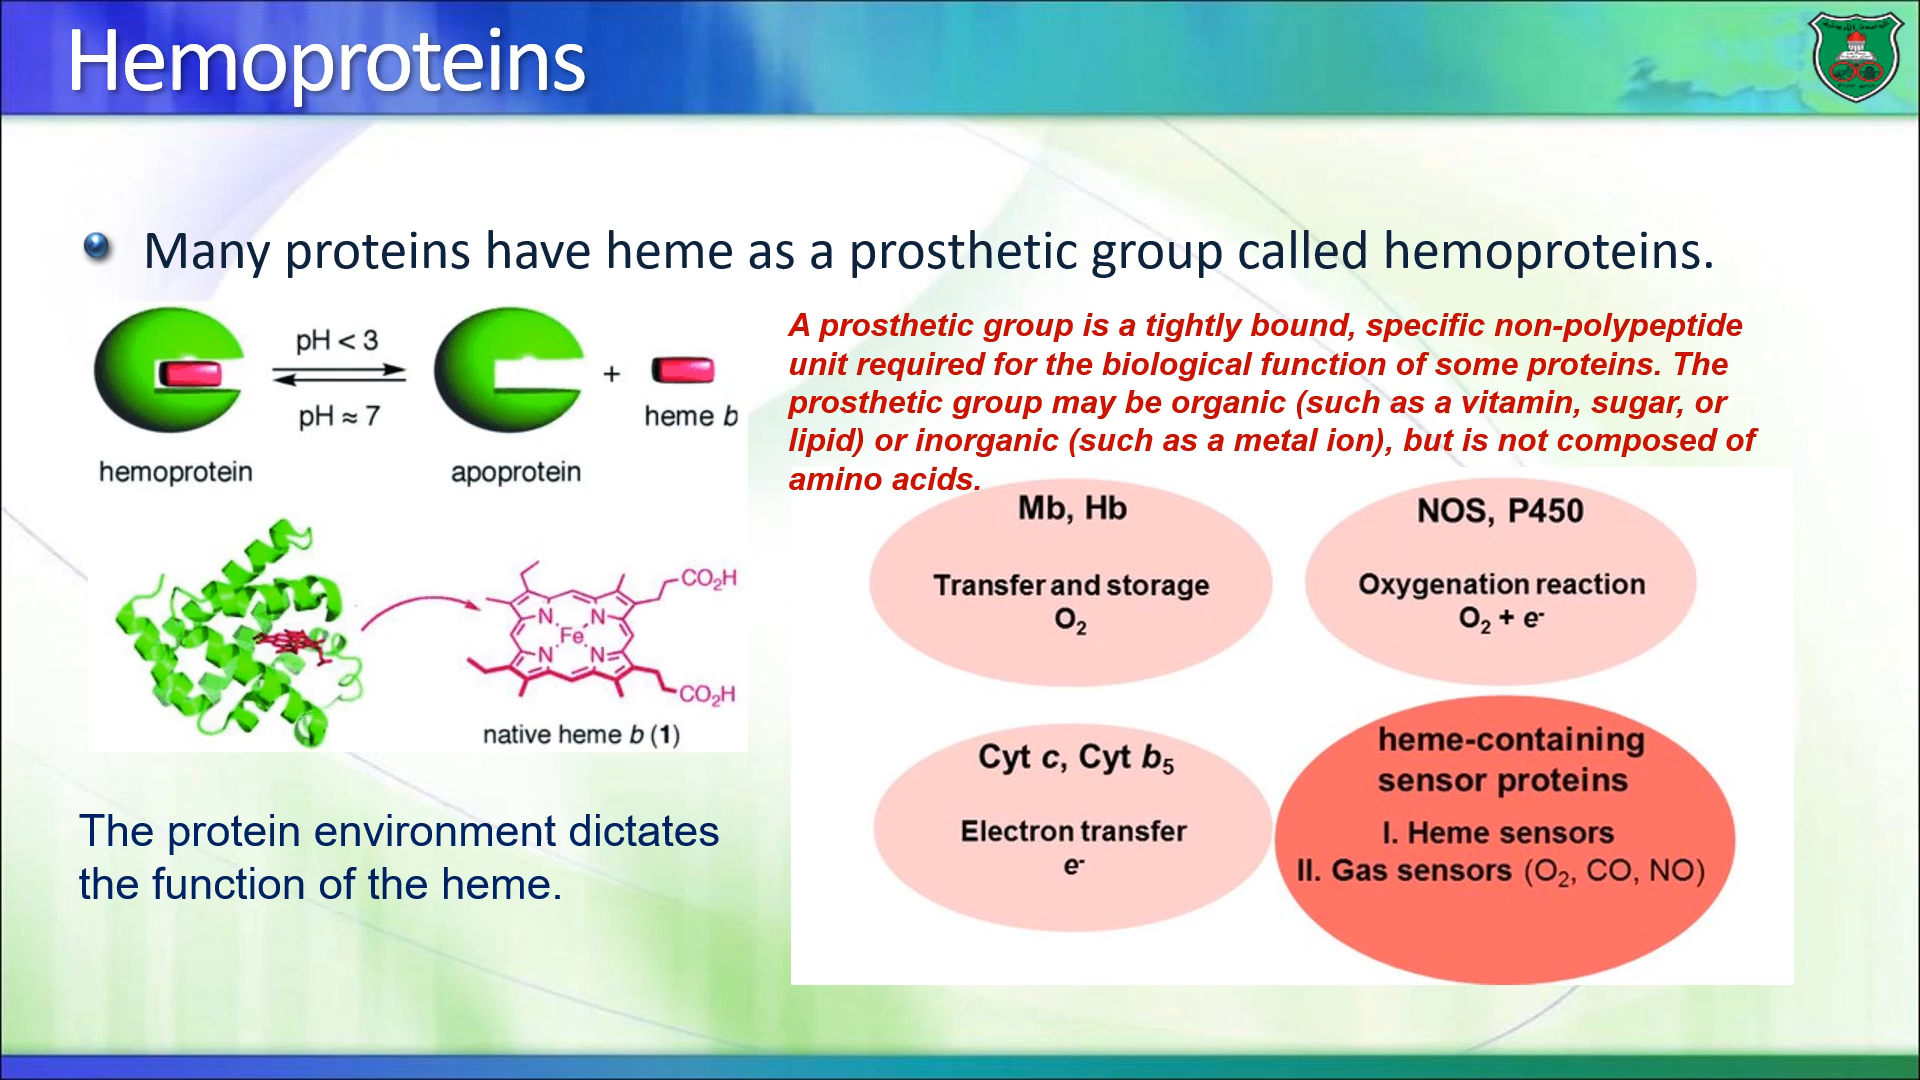 Hemoproteins
Many proteins have heme as a prosthetic group called hemoproteins.
pH < 3
pH ≈ 7
+
heme b
hemoprotein
apoprotein
CO₂H
N
N
Fe
N
N
CO₂H
native heme b (1)
The protein environment dictates
the function of the heme.
A prosthetic group is a tightly bound, specific non-polypeptide
unit required for the biological function of some proteins. The
prosthetic group may be organic (such as a vitamin, sugar, or
lipid) or inorganic (such as a metal ion), but is not composed of
amino acids.
Mb, Hb
Transfer and storage
O₂
NOS, P450
Oxygenation reaction
O₂ + e⁻
Cyt c, Cyt b₅
Electron transfer
e⁻
heme-containing
sensor proteins
I. Heme sensors
II. Gas sensors (O₂, CO, NO)